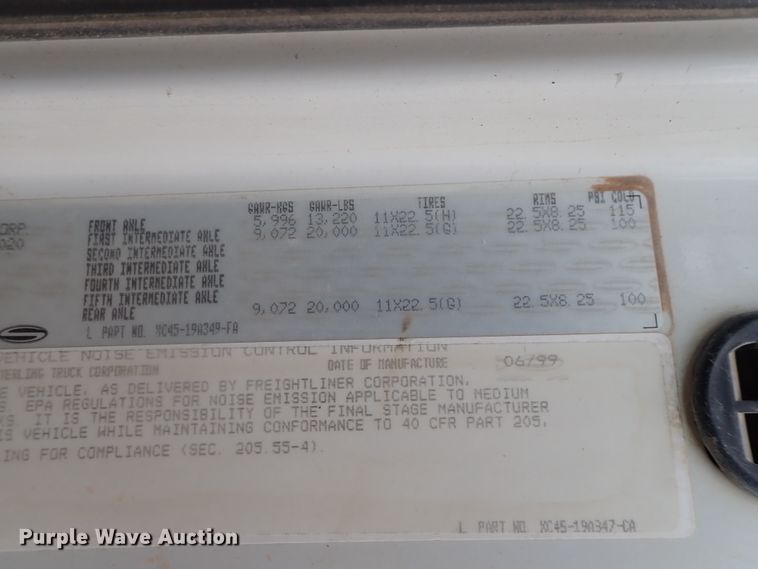 GAWR-KGS GAWR-LBS TIRES RIMS PSI COLD
FRONT AXLE 5,996 13,220 11X22.5(H) 22.5X8.25 115
FIRST INTERMEDIATE AXLE 9,072 20,000 11X22.5(G) 22.5X8.25 100
SECOND INTERMEDIATE AXLE
THIRD INTERMEDIATE AXLE
FOURTH INTERMEDIATE AXLE
FIFTH INTERMEDIATE AXLE
REAR AXLE 9,072 20,000 11X22.5(G) 22.5X8.25 100
ORP
020
L PART NO. XC45-19A349-FA
VEHICLE NOISE EMISSION CONTROL INFORMATION
TERLING TRUCK CORPORATION DATE OF MANUFACTURE 06/99
E VEHICLE, AS DELIVERED BY FREIGHTLINER CORPORATION,
S. EPA REGULATIONS FOR NOISE EMISSION APPLICABLE TO MEDIUM
KS. IT IS THE RESPONSIBILITY OF THE FINAL STAGE MANUFACTURER
IS VEHICLE WHILE MAINTAINING CONFORMANCE TO 40 CFR PART 205,
ING FOR COMPLIANCE (SEC. 205.55-4).
L PART NO. XC45-19A347-CA
Purple Wave Auction